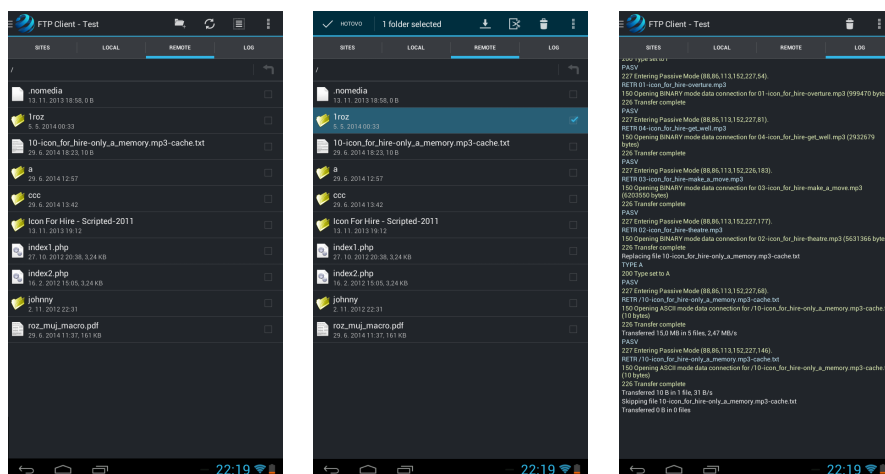 FTP Client - Test
SITES LOCAL REMOTE LOG
/
.nomedia
13. 11. 2013 18:58, 0 B
1roz
5. 5. 2014 00:33
10-icon_for_hire-only_a_memory.mp3-cache.txt
29. 6. 2014 18:23, 10 B
a
29. 6. 2014 12:57
ccc
29. 6. 2014 13:42
Icon For Hire - Scripted-2011
13. 11. 2013 19:12
index1.php
27. 10. 2012 20:38, 3,24 KB
index2.php
16. 2. 2012 15:05, 3,24 KB
johnny
2. 11. 2012 22:31
roz_muj_macro.pdf
29. 6. 2014 11:37, 161 KB
22:19
HOTOVO 1 folder selected
SITES LOCAL REMOTE LOG
/
.nomedia
13. 11. 2013 18:58, 0 B
1roz
5. 5. 2014 00:33
10-icon_for_hire-only_a_memory.mp3-cache.txt
29. 6. 2014 18:23, 10 B
a
29. 6. 2014 12:57
ccc
29. 6. 2014 13:42
Icon For Hire - Scripted-2011
13. 11. 2013 19:12
index1.php
27. 10. 2012 20:38, 3,24 KB
index2.php
16. 2. 2012 15:05, 3,24 KB
johnny
2. 11. 2012 22:31
roz_muj_macro.pdf
29. 6. 2014 11:37, 161 KB
22:19
FTP Client - Test
SITES LOCAL REMOTE LOG
200 Type set to I
PASV
227 Entering Passive Mode (88,86,113,152,227,54).
RETR 01-icon_for_hire-overture.mp3
150 Opening BINARY mode data connection for 01-icon_for_hire-overture.mp3 (999470 byte
226 Transfer complete
PASV
227 Entering Passive Mode (88,86,113,152,227,81).
RETR 04-icon_for_hire-get_well.mp3
150 Opening BINARY mode data connection for 04-icon_for_hire-get_well.mp3 (2932679
bytes)
226 Transfer complete
PASV
227 Entering Passive Mode (88,86,113,152,226,183).
RETR 03-icon_for_hire-make_a_move.mp3
150 Opening BINARY mode data connection for 03-icon_for_hire-make_a_move.mp3
(6203550 bytes)
226 Transfer complete
PASV
227 Entering Passive Mode (88,86,113,152,227,177).
RETR 02-icon_for_hire-theatre.mp3
150 Opening BINARY mode data connection for 02-icon_for_hire-theatre.mp3 (5631366 byte
226 Transfer complete
Replacing file 10-icon_for_hire-only_a_memory.mp3-cache.txt
TYPE A
200 Type set to A
PASV
227 Entering Passive Mode (88,86,113,152,227,68).
RETR /10-icon_for_hire-only_a_memory.mp3-cache.txt
150 Opening ASCII mode data connection for /10-icon_for_hire-only_a_memory.mp3-cache.
(10 bytes)
226 Transfer complete
Transferred 15,0 MB in 5 files, 2,47 MB/s
PASV
227 Entering Passive Mode (88,86,113,152,227,146).
RETR /10-icon_for_hire-only_a_memory.mp3-cache.txt
150 Opening ASCII mode data connection for /10-icon_for_hire-only_a_memory.mp3-cache.
(10 bytes)
226 Transfer complete
Transferred 10 B in 1 file, 31 B/s
Skipping file 10-icon_for_hire-only_a_memory.mp3-cache.txt
Transferred 0 B in 0 files
22:19